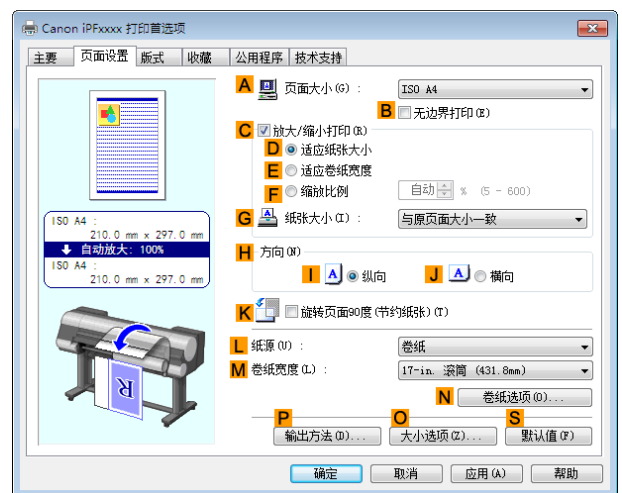 Canon iPFxxxx 打印首选项
主要 页面设置 版式 收藏 公用程序 技术支持
A 页面大小(G) : ISO A4
B 无边界打印(E)
C 放大/缩小打印(R)
D 适应纸张大小
E 适应卷纸宽度
F 缩放比例 自动 % (5 - 600)
G 纸张大小(I) : 与原页面大小一致
ISO A4 :
210.0 mm x 297.0 mm
自动放大: 100%
ISO A4 :
210.0 mm x 297.0 mm
H 方向(N)
I A 纵向 J A 横向
K 旋转页面90度(节约纸张)(T)
L 纸源(U) : 卷纸
M 卷纸宽度(L) : 17-in. 滚筒 (431.8mm)
R
N 卷纸选项(O)...
P O S
输出方法(D)... 大小选项(Z)... 默认值(F)
确定 取消 应用(A) 帮助